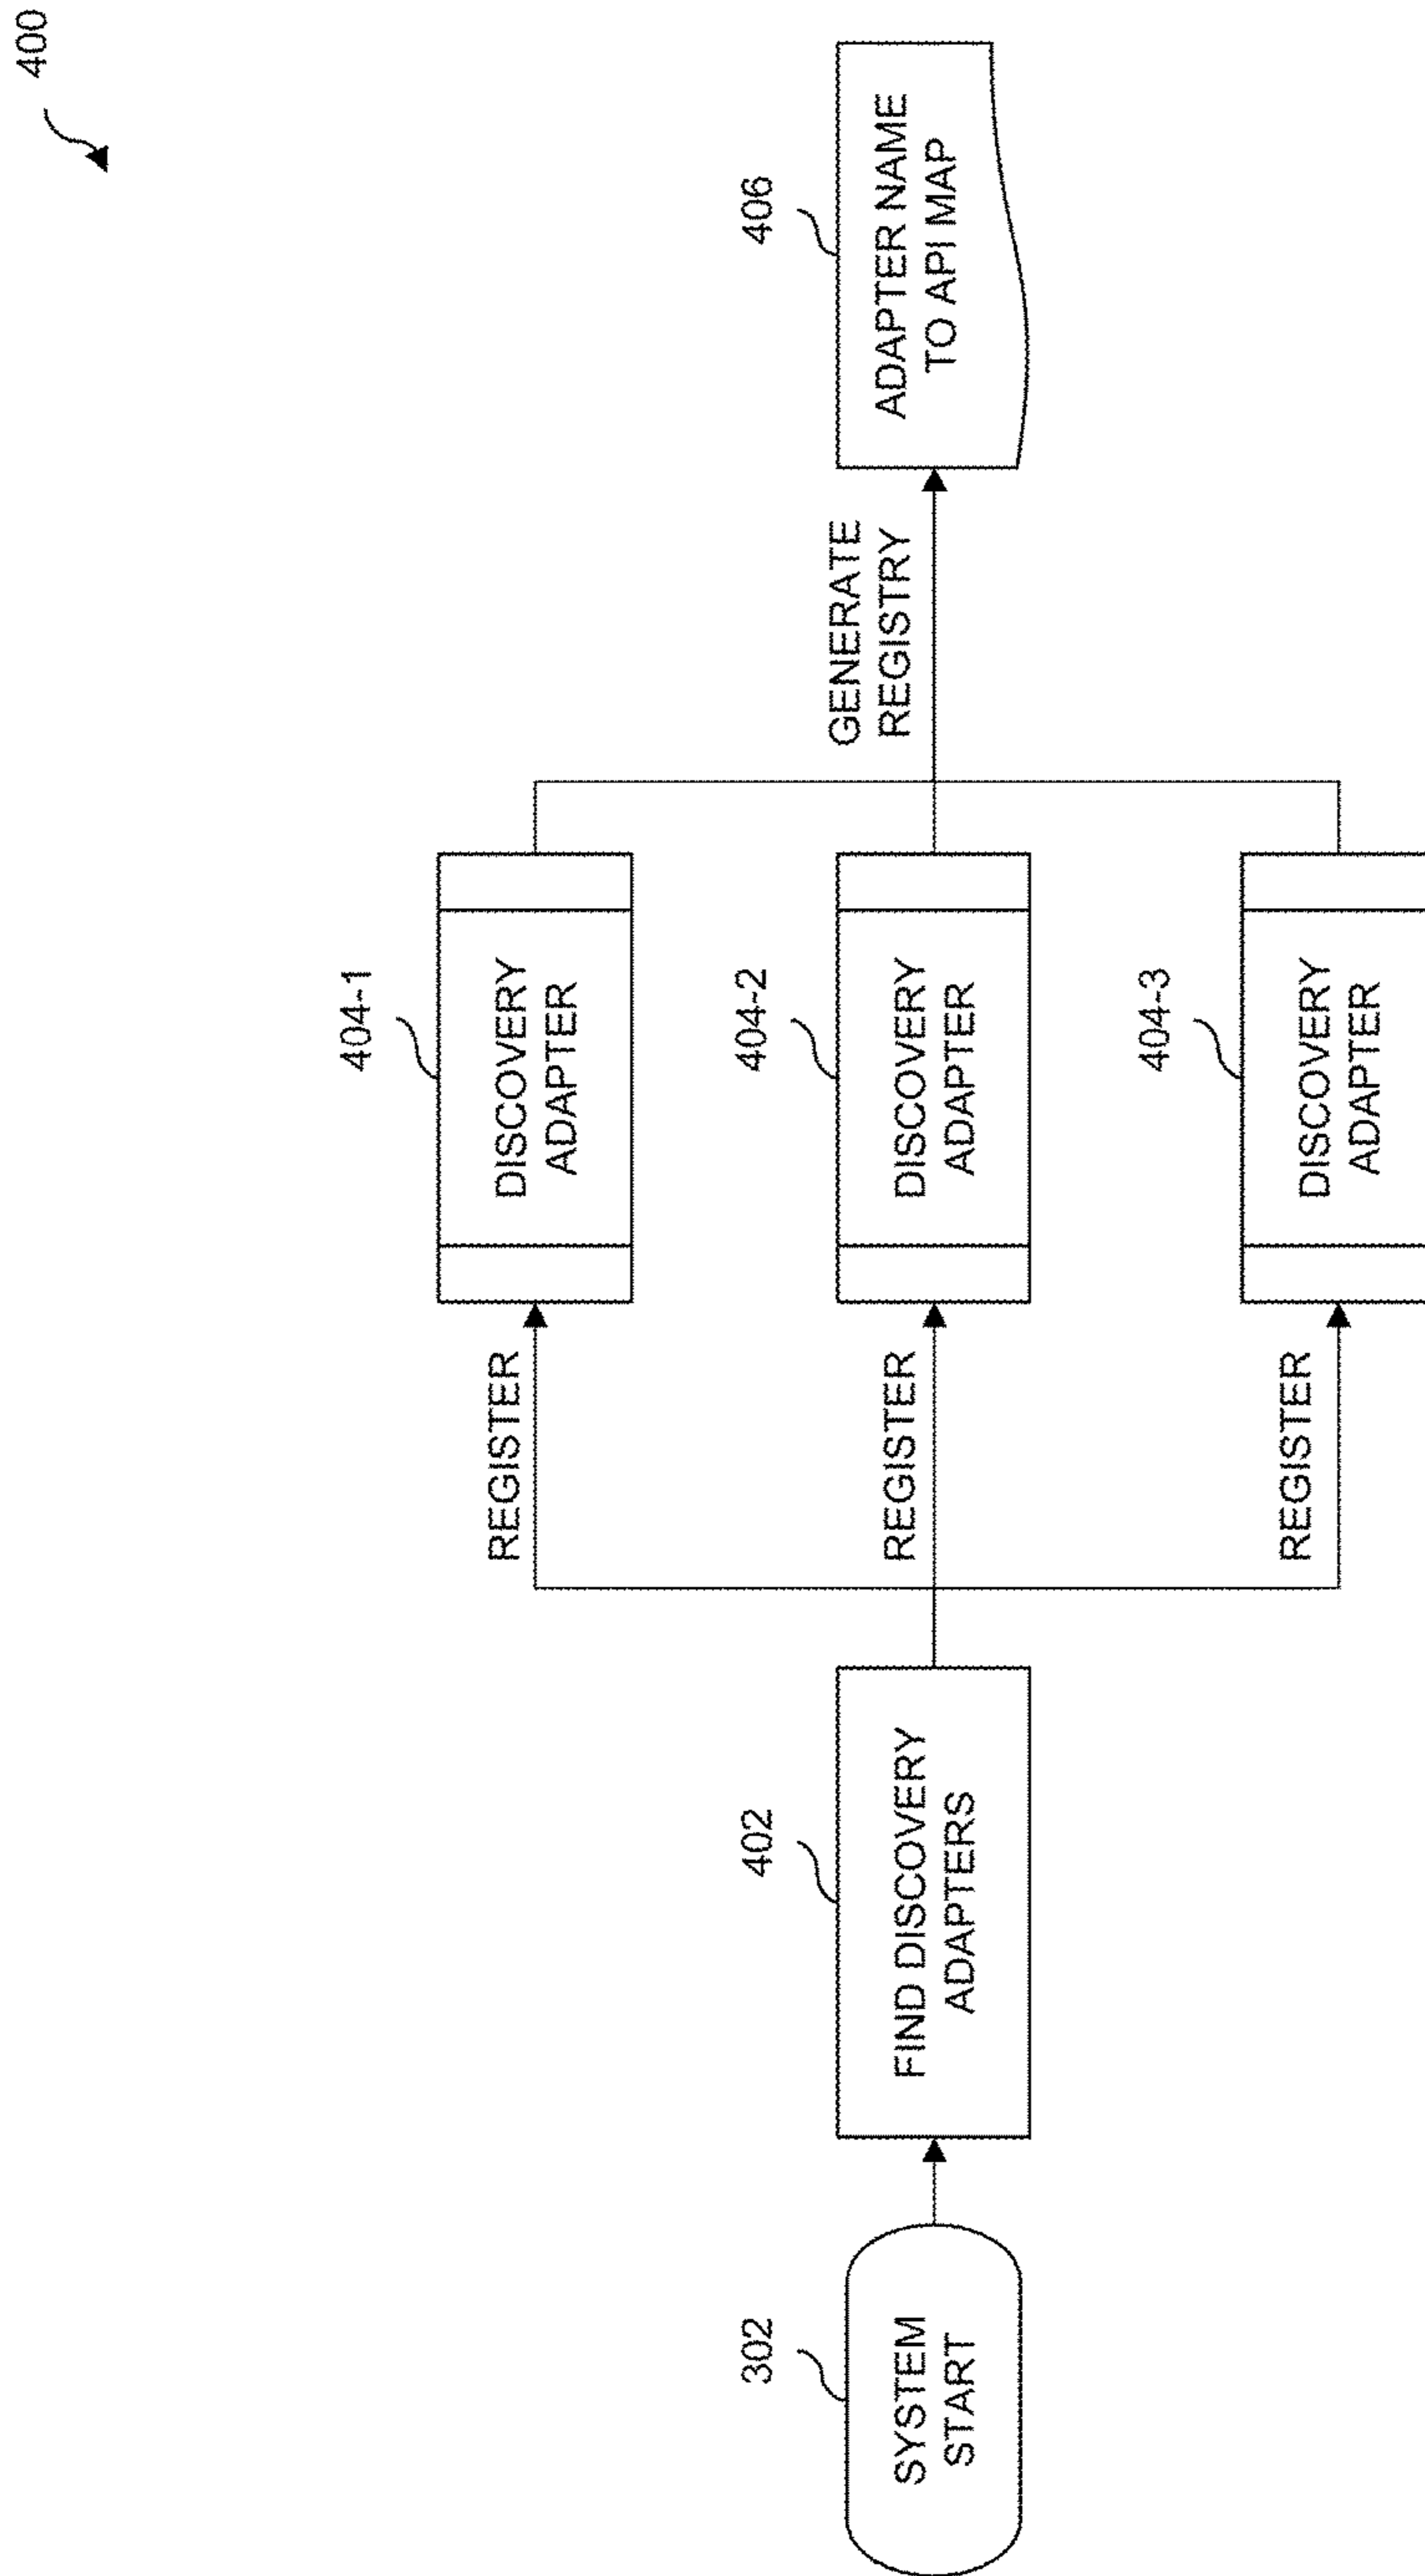 400
302
SYSTEM
START
402
FIND DISCOVERY
ADAPTERS
REGISTER
404-1
DISCOVERY
ADAPTER
REGISTER
404-2
DISCOVERY
ADAPTER
REGISTER
404-3
DISCOVERY
ADAPTER
GENERATE
REGISTRY
406
ADAPTER NAME
TO API MAP